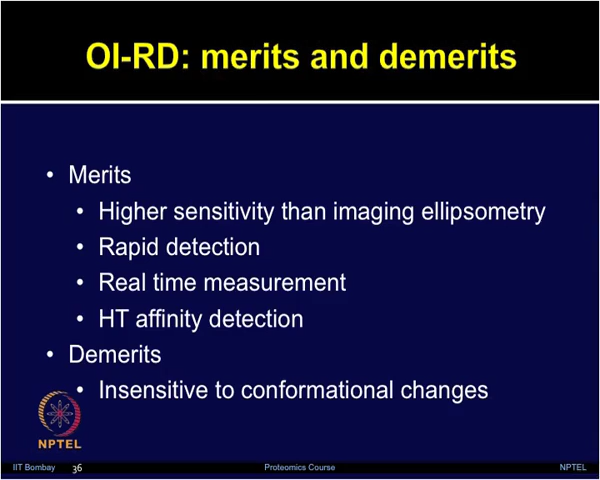 OI-RD: merits and demerits
• Merits
• Higher sensitivity than imaging ellipsometry
• Rapid detection
• Real time measurement
• HT affinity detection
• Demerits
• Insensitive to conformational changes
NPTEL
IIT Bombay 36 Proteomics Course NPTEL